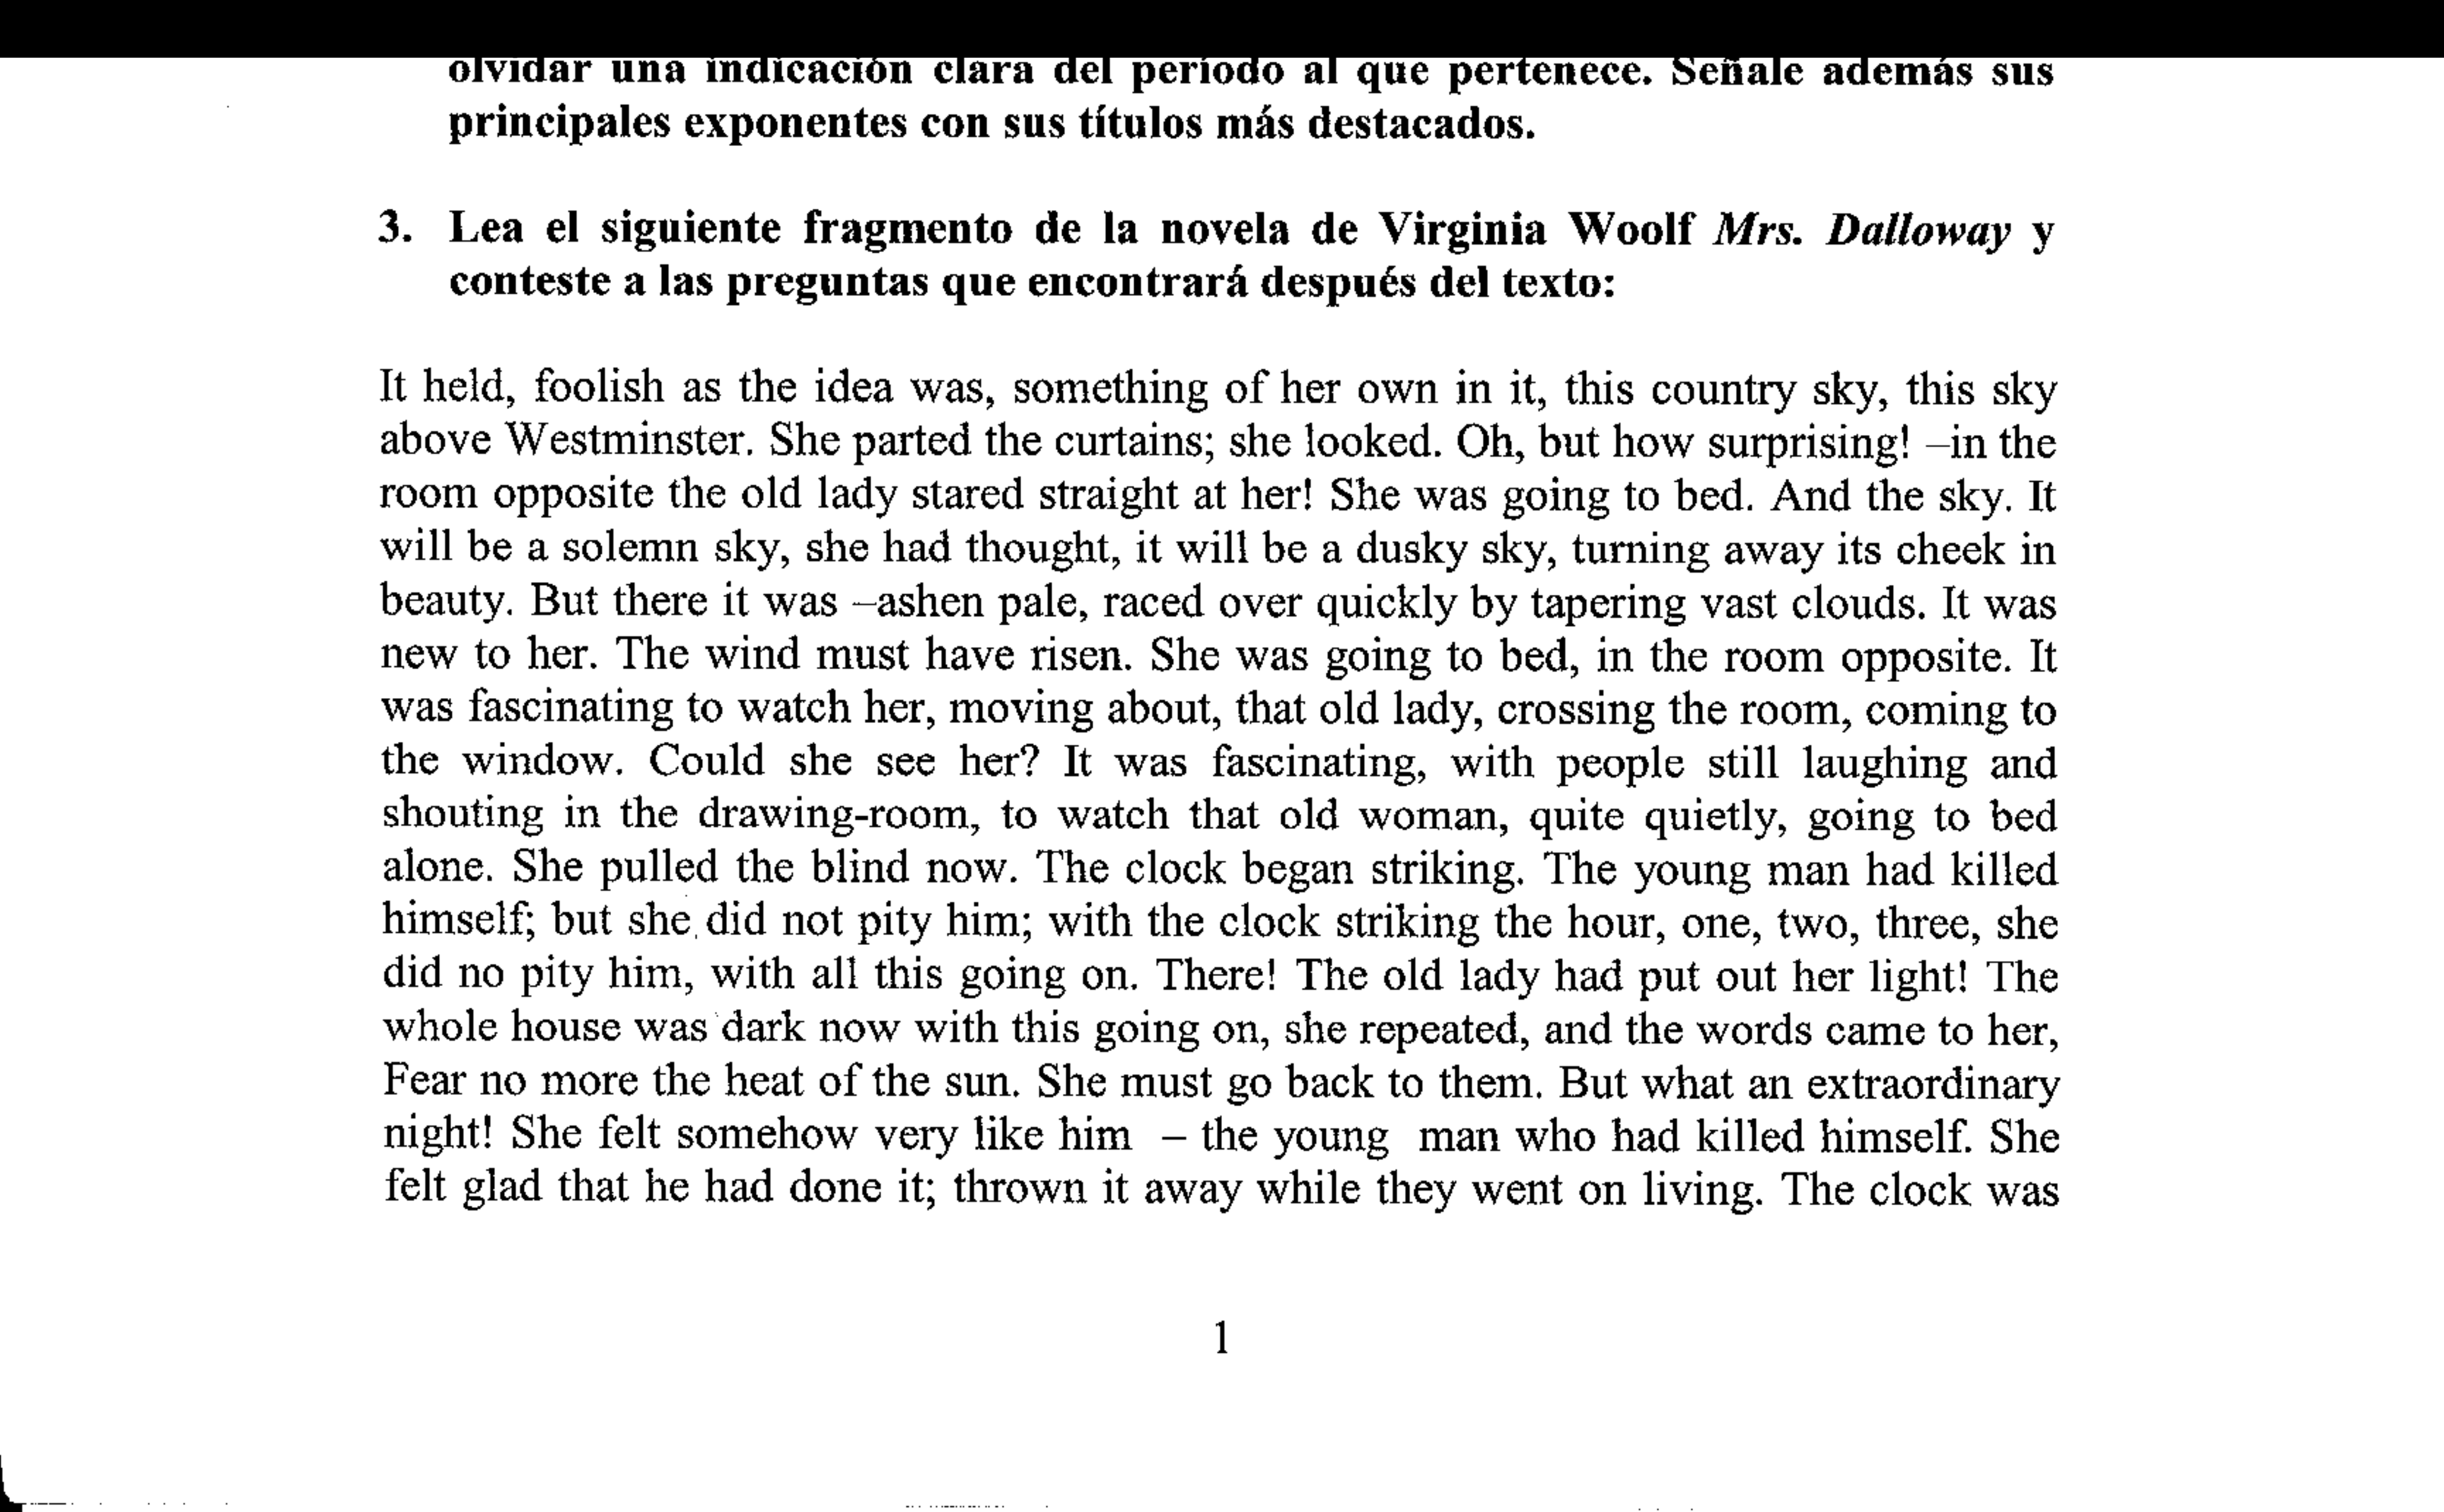 olvidar una indicación clara del período al que pertenece. Señale además sus
principales exponentes con sus títulos más destacados.
3. Lea el siguiente fragmento de la novela de Virginia Woolf Mrs. Dalloway y
conteste a las preguntas que encontrará después del texto:
It held, foolish as the idea was, something of her own in it, this country sky, this sky
above Westminster. She parted the curtains; she looked. Oh, but how surprising! –in the
room opposite the old lady stared straight at her! She was going to bed. And the sky. It
will be a solemn sky, she had thought, it will be a dusky sky, turning away its cheek in
beauty. But there it was –ashen pale, raced over quickly by tapering vast clouds. It was
new to her. The wind must have risen. She was going to bed, in the room opposite. It
was fascinating to watch her, moving about, that old lady, crossing the room, coming to
the window. Could she see her? It was fascinating, with people still laughing and
shouting in the drawing-room, to watch that old woman, quite quietly, going to bed
alone. She pulled the blind now. The clock began striking. The young man had killed
himself; but she did not pity him; with the clock striking the hour, one, two, three, she
did no pity him, with all this going on. There! The old lady had put out her light! The
whole house was dark now with this going on, she repeated, and the words came to her,
Fear no more the heat of the sun. She must go back to them. But what an extraordinary
night! She felt somehow very like him – the young man who had killed himself. She
felt glad that he had done it; thrown it away while they went on living. The clock was
1